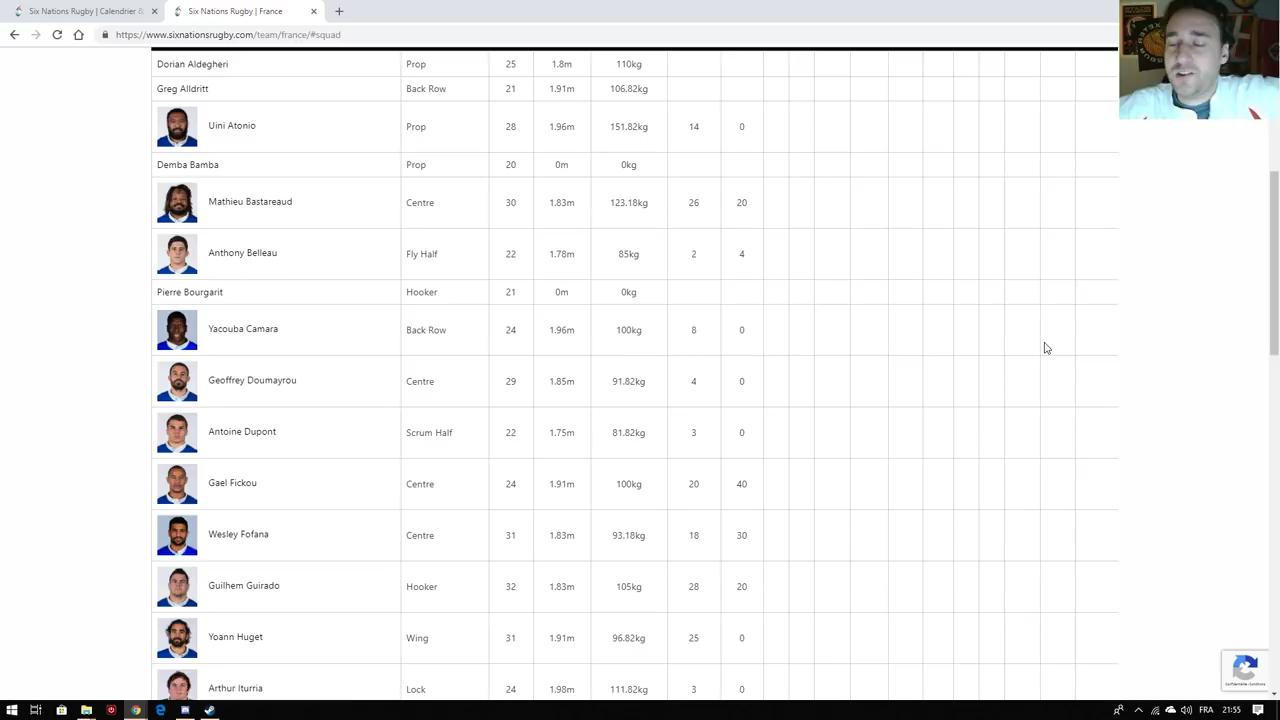 Six Nations Rugby | Calendrier &
Six Nations Rugby | France
https://www.sixnationsrugby.com/team/france/#squad
Dorian Aldegheri Prop 25 1.8m 110kg
Greg Alldritt Back Row 21 1.91m 106.82kg
Uini Atonio Prop 28 1.96m 151.82kg 14 0
Demba Bamba Prop 20 0m 0kg
Mathieu Bastareaud Centre 30 1.83m 123.18kg 26 20
Anthony Belleau Fly Half 22 1.78m 85kg 2 4
Pierre Bourgarit Hooker 21 0m 0kg
Yacouba Camara Back Row 24 1.96m 100kg 8 0
Geoffrey Doumayrou Centre 29 1.85m 91.82kg 4 0
Antoine Dupont Scrum Half 22 1.75m 81.82kg 3 0
Gael Fickou Centre 24 1.91m 100kg 20 40
Wesley Fofana Centre 31 1.83m 93.18kg 18 30
Guilhem Guirado Hooker 32 1.83m 105kg 28 20
Yoann Huget Wing 31 1.91m 96.82kg 25 0
Arthur Iturria Lock 24 111.82kg 3 0
FRA 21:55